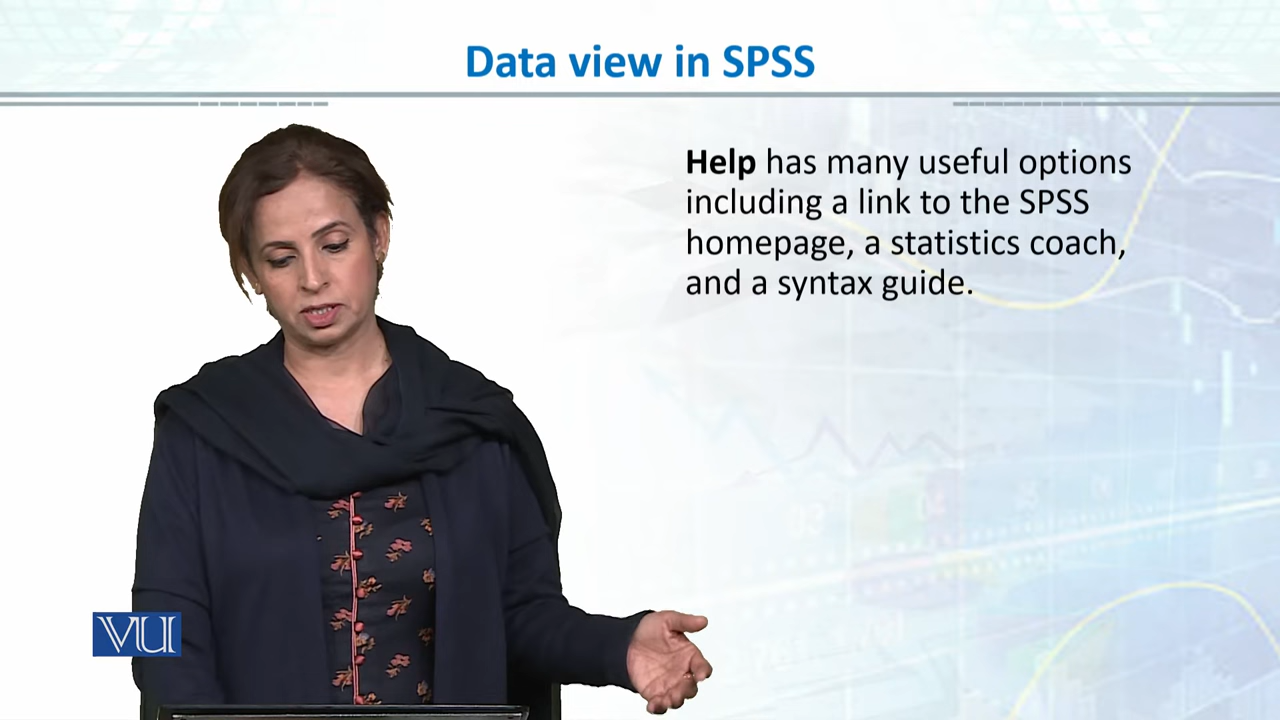 Data view in SPSS
Help has many useful options
including a link to the SPSS
homepage, a statistics coach,
and a syntax guide.
VU